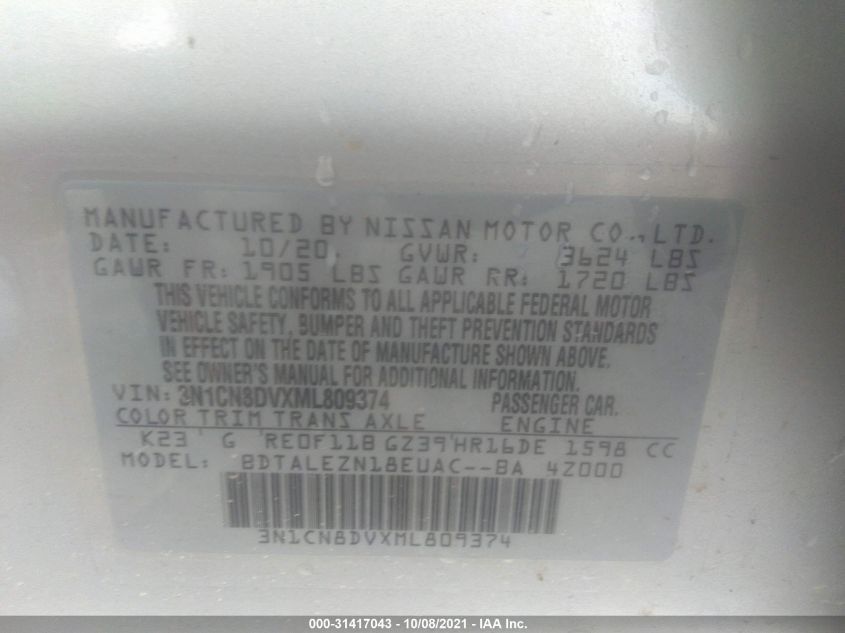 MANUFACTURED BY NISSAN MOTOR CO., LTD.
DATE: 10/20. GVWR: 3624 LBS
GAWR FR: 1905 LBS GAWR RR: 1720 LBS
THIS VEHICLE CONFORMS TO ALL APPLICABLE FEDERAL MOTOR
VEHICLE SAFETY, BUMPER AND THEFT PREVENTION STANDARDS
IN EFFECT ON THE DATE OF MANUFACTURE SHOWN ABOVE.
SEE OWNER'S MANUAL FOR ADDITIONAL INFORMATION.
VIN: 3N1CN8DVXML809374 PASSENGER CAR.
COLOR TRIM TRANS AXLE ENGINE
K23 G RE0F11B GZ39 HR16DE 1598 CC
MODEL: BDTALEZN18EUAC--BA 4Z000
3N1CN8DVXML809374
000-31417043 - 10/08/2021 - IAA Inc.